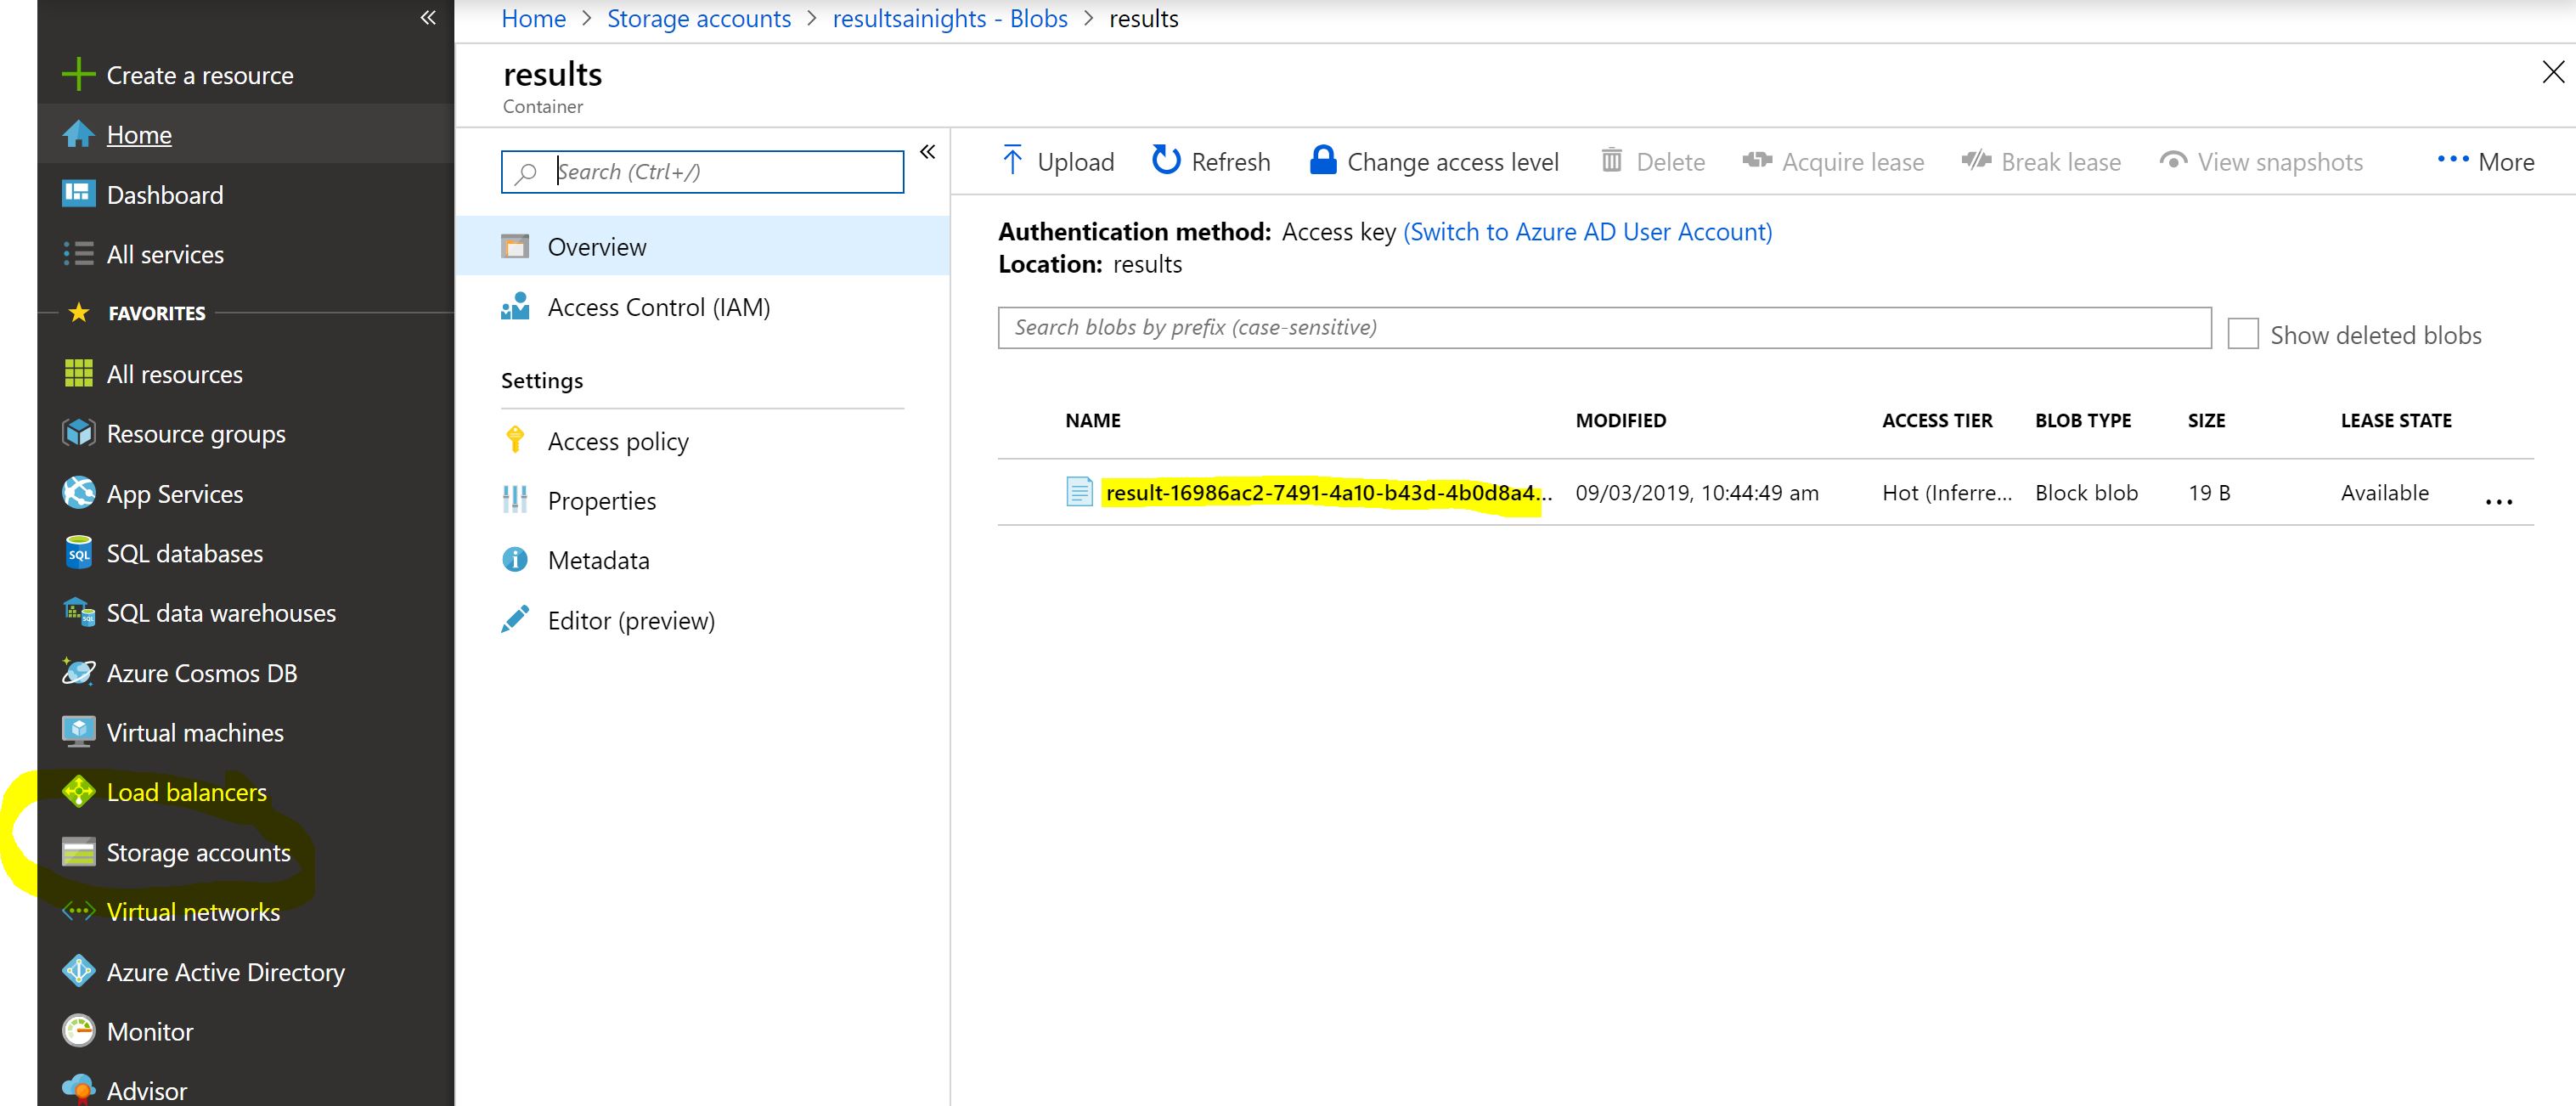 Home > Storage accounts > resultsainights - Blobs > results
Create a resource
Home
Dashboard
All services
FAVORITES
All resources
Resource groups
App Services
SQL databases
SQL data warehouses
Azure Cosmos DB
Virtual machines
Load balancers
Storage accounts
Virtual networks
Azure Active Directory
Monitor
Advisor
results
Container
Search (Ctrl+/)
Overview
Access Control (IAM)
Settings
Access policy
Properties
Metadata
Editor (preview)
Upload Refresh Change access level Delete Acquire lease Break lease View snapshots ••• More
Authentication method: Access key (Switch to Azure AD User Account)
Location: results
Search blobs by prefix (case-sensitive) Show deleted blobs
NAME MODIFIED ACCESS TIER BLOB TYPE SIZE LEASE STATE
result-16986ac2-7491-4a10-b43d-4b0d8a4... 09/03/2019, 10:44:49 am Hot (Inferre... Block blob 19 B Available ...